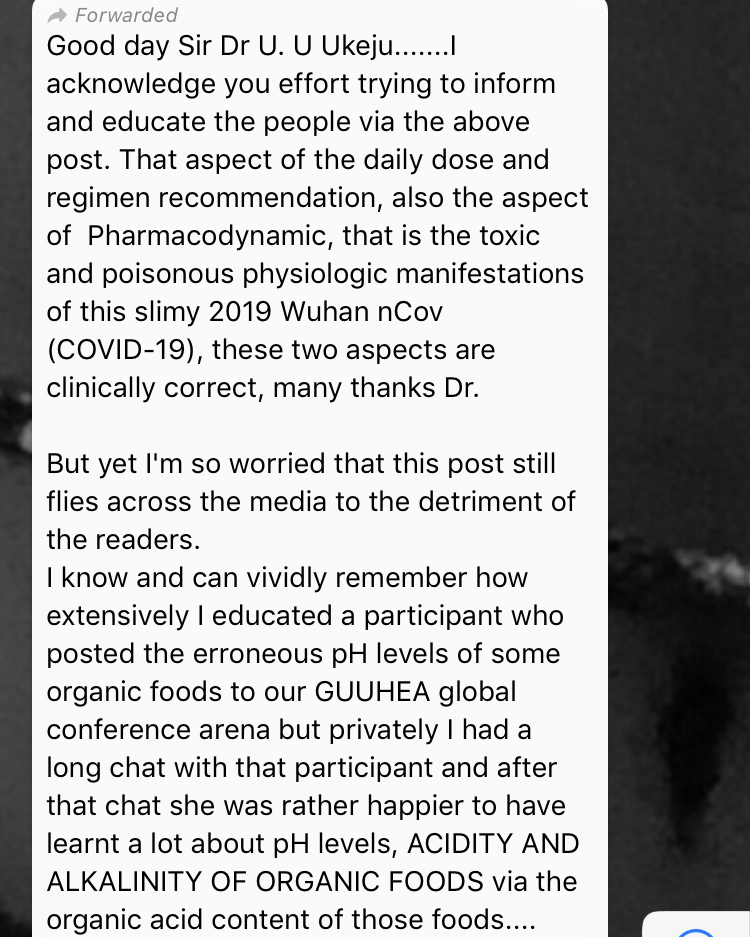 Forwarded
Good day Sir Dr U. U Ukeju.......I
acknowledge you effort trying to inform
and educate the people via the above
post. That aspect of the daily dose and
regimen recommendation, also the aspect
of  Pharmacodynamic, that is the toxic
and poisonous physiologic manifestations
of this slimy 2019 Wuhan nCov
(COVID-19), these two aspects are
clinically correct, many thanks Dr.

But yet I'm so worried that this post still
flies across the media to the detriment of
the readers.
I know and can vividly remember how
extensively I educated a participant who
posted the erroneous pH levels of some
organic foods to our GUUHEA global
conference arena but privately I had a
long chat with that participant and after
that chat she was rather happier to have
learnt a lot about pH levels, ACIDITY AND
ALKALINITY OF ORGANIC FOODS via the
organic acid content of those foods....